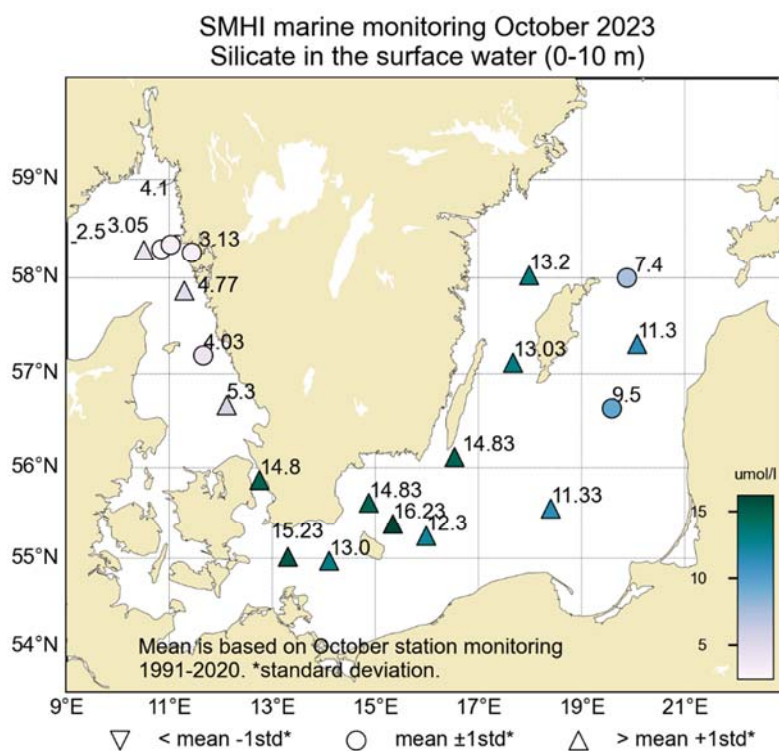 SMHI marine monitoring October 2023
Silicate in the surface water (0-10 m)
59°N
58°N
57°N
56°N
55°N
54°N
4.1
-2.5
3.05
3.13
4.77
4.03
5.3
14.8
15.23
13.0
14.83
16.23
12.3
14.83
11.33
13.03
13.2
7.4
11.3
9.5
umol/l
15
10
5
Mean is based on October station monitoring
1991-2020. *standard deviation.
9°E
11°E
13°E
15°E
17°E
19°E
21°E
< mean -1std*
mean ±1std*
> mean +1std*